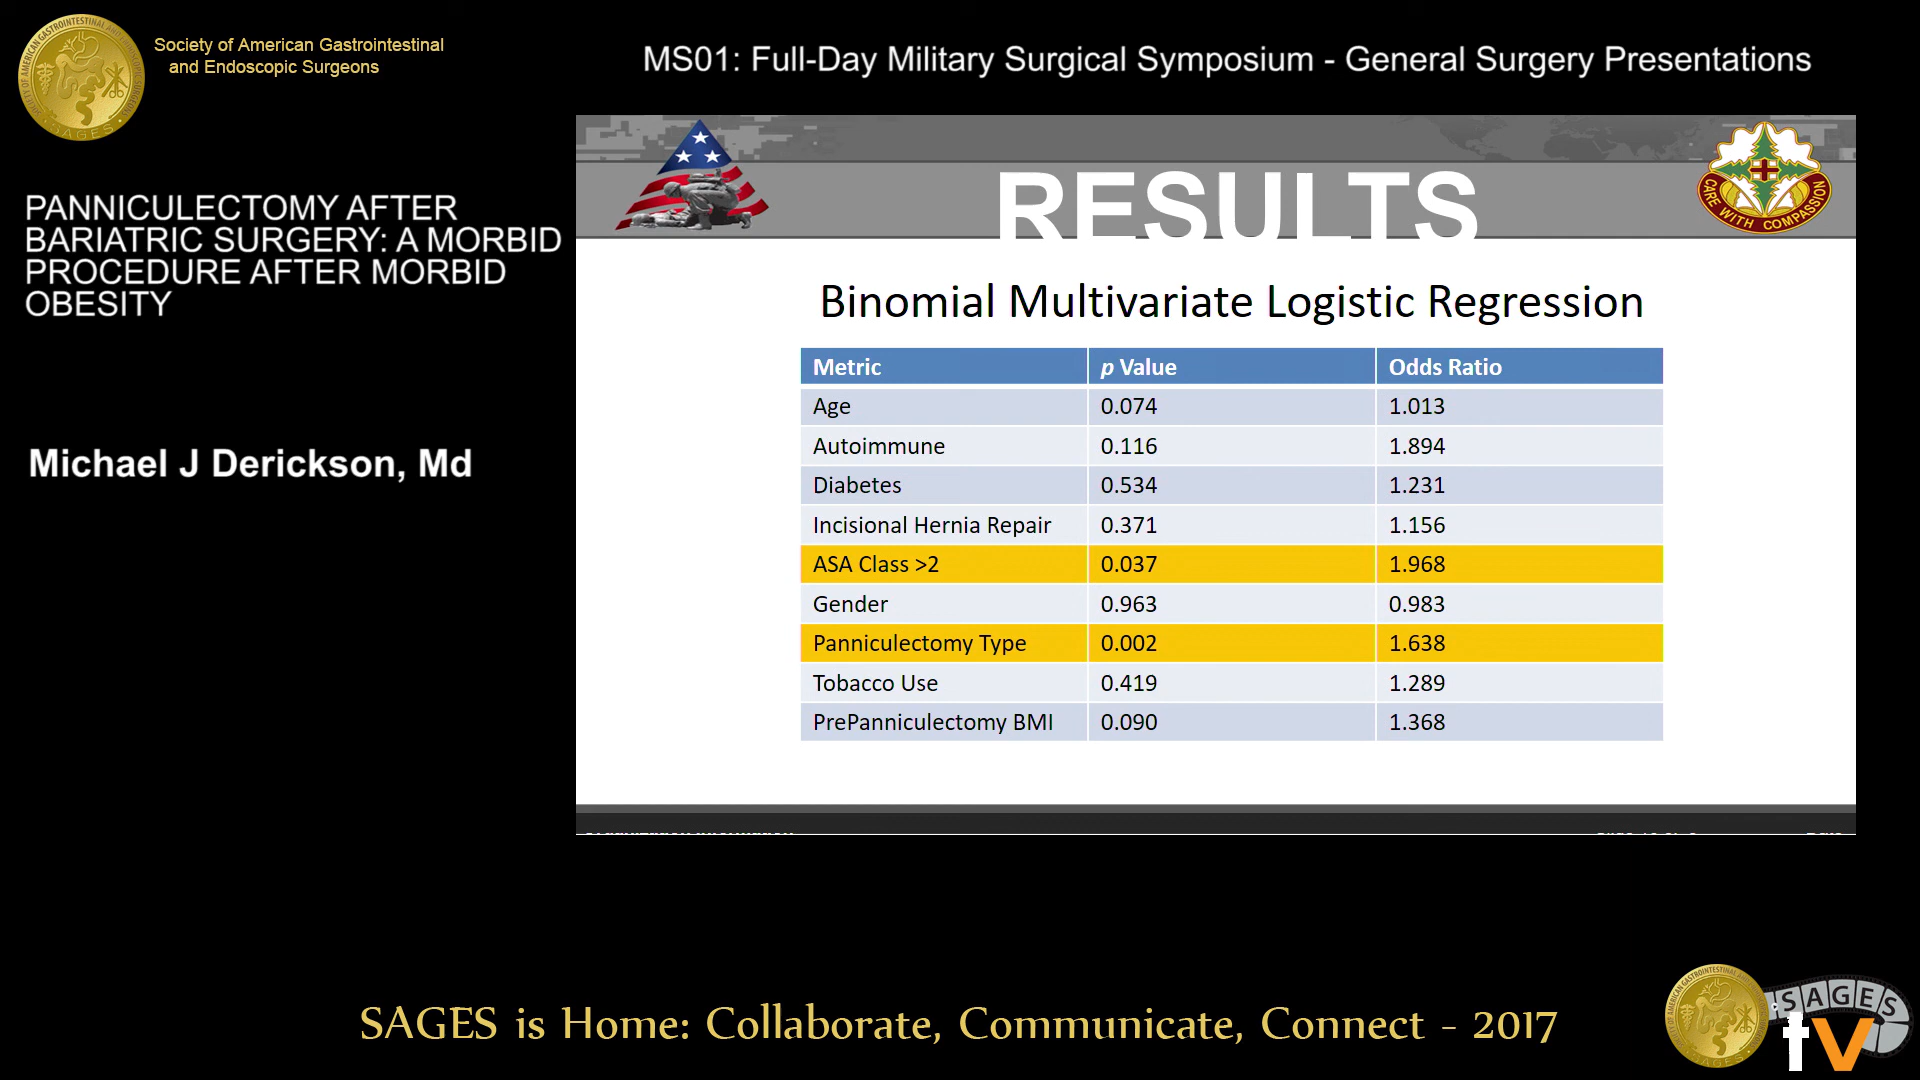 Society of American Gastrointestinal
and Endoscopic Surgeons
MS01: Full-Day Military Surgical Symposium - General Surgery Presentations
PANNICULECTOMY AFTER
BARIATRIC SURGERY: A MORBID
PROCEDURE AFTER MORBID
OBESITY
Michael J Derickson, Md
RESULTS
CARE WITH COMPASSION
Binomial Multivariate Logistic Regression
Metric p Value Odds Ratio
Age 0.074 1.013
Autoimmune 0.116 1.894
Diabetes 0.534 1.231
Incisional Hernia Repair 0.371 1.156
ASA Class >2 0.037 1.968
Gender 0.963 0.983
Panniculectomy Type 0.002 1.638
Tobacco Use 0.419 1.289
PrePanniculectomy BMI 0.090 1.368
SAGES is Home: Collaborate, Communicate, Connect - 2017
SAGES
tv